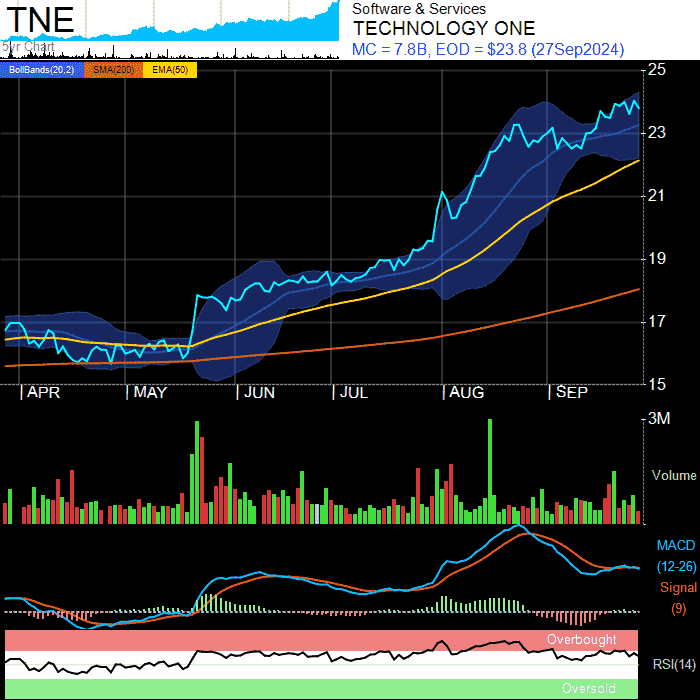 TNE
5yr Chart
Software & Services
TECHNOLOGY ONE
MC = 7.8B, EOD = $23.8 (27Sep2024)
BollBands(20,2) SMA(200) EMA(50)
25
23
21
19
17
15
APR MAY JUN JUL AUG SEP
3M
Volume
MACD
(12-26)
Signal
(9)
Overbought
RSI(14)
Oversold